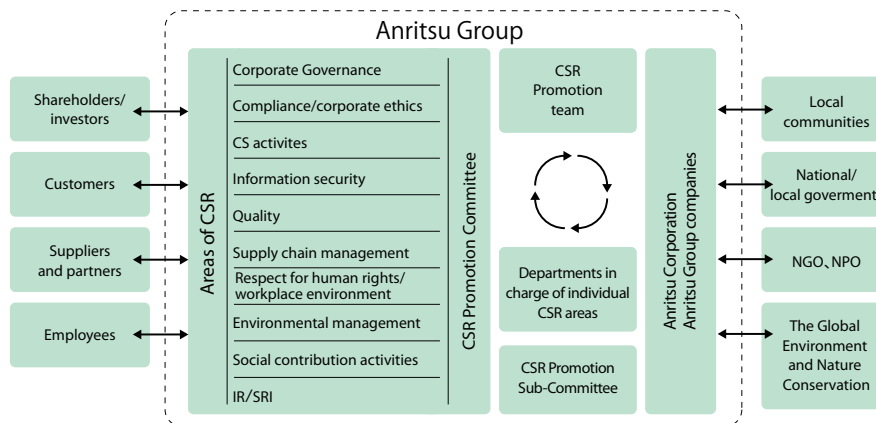 Anritsu Group
Shareholders/
investors
Customers
Suppliers
and partners
Employees
Areas of CSR
Corporate Governance
Compliance/corporate ethics
CS activites
Information security
Quality
Supply chain management
Respect for human rights/
workplace environment
Environmental management
Social contribution activities
IR/SRI
CSR Promotion Committee
CSR
Promotion
team
Departments in
charge of individual
CSR areas
CSR Promotion
Sub-Committee
Anritsu Corporation
Anritsu Group companies
Local
communities
National/
local goverment
NGO、NPO
The Global
Environment
and Nature
Conservation